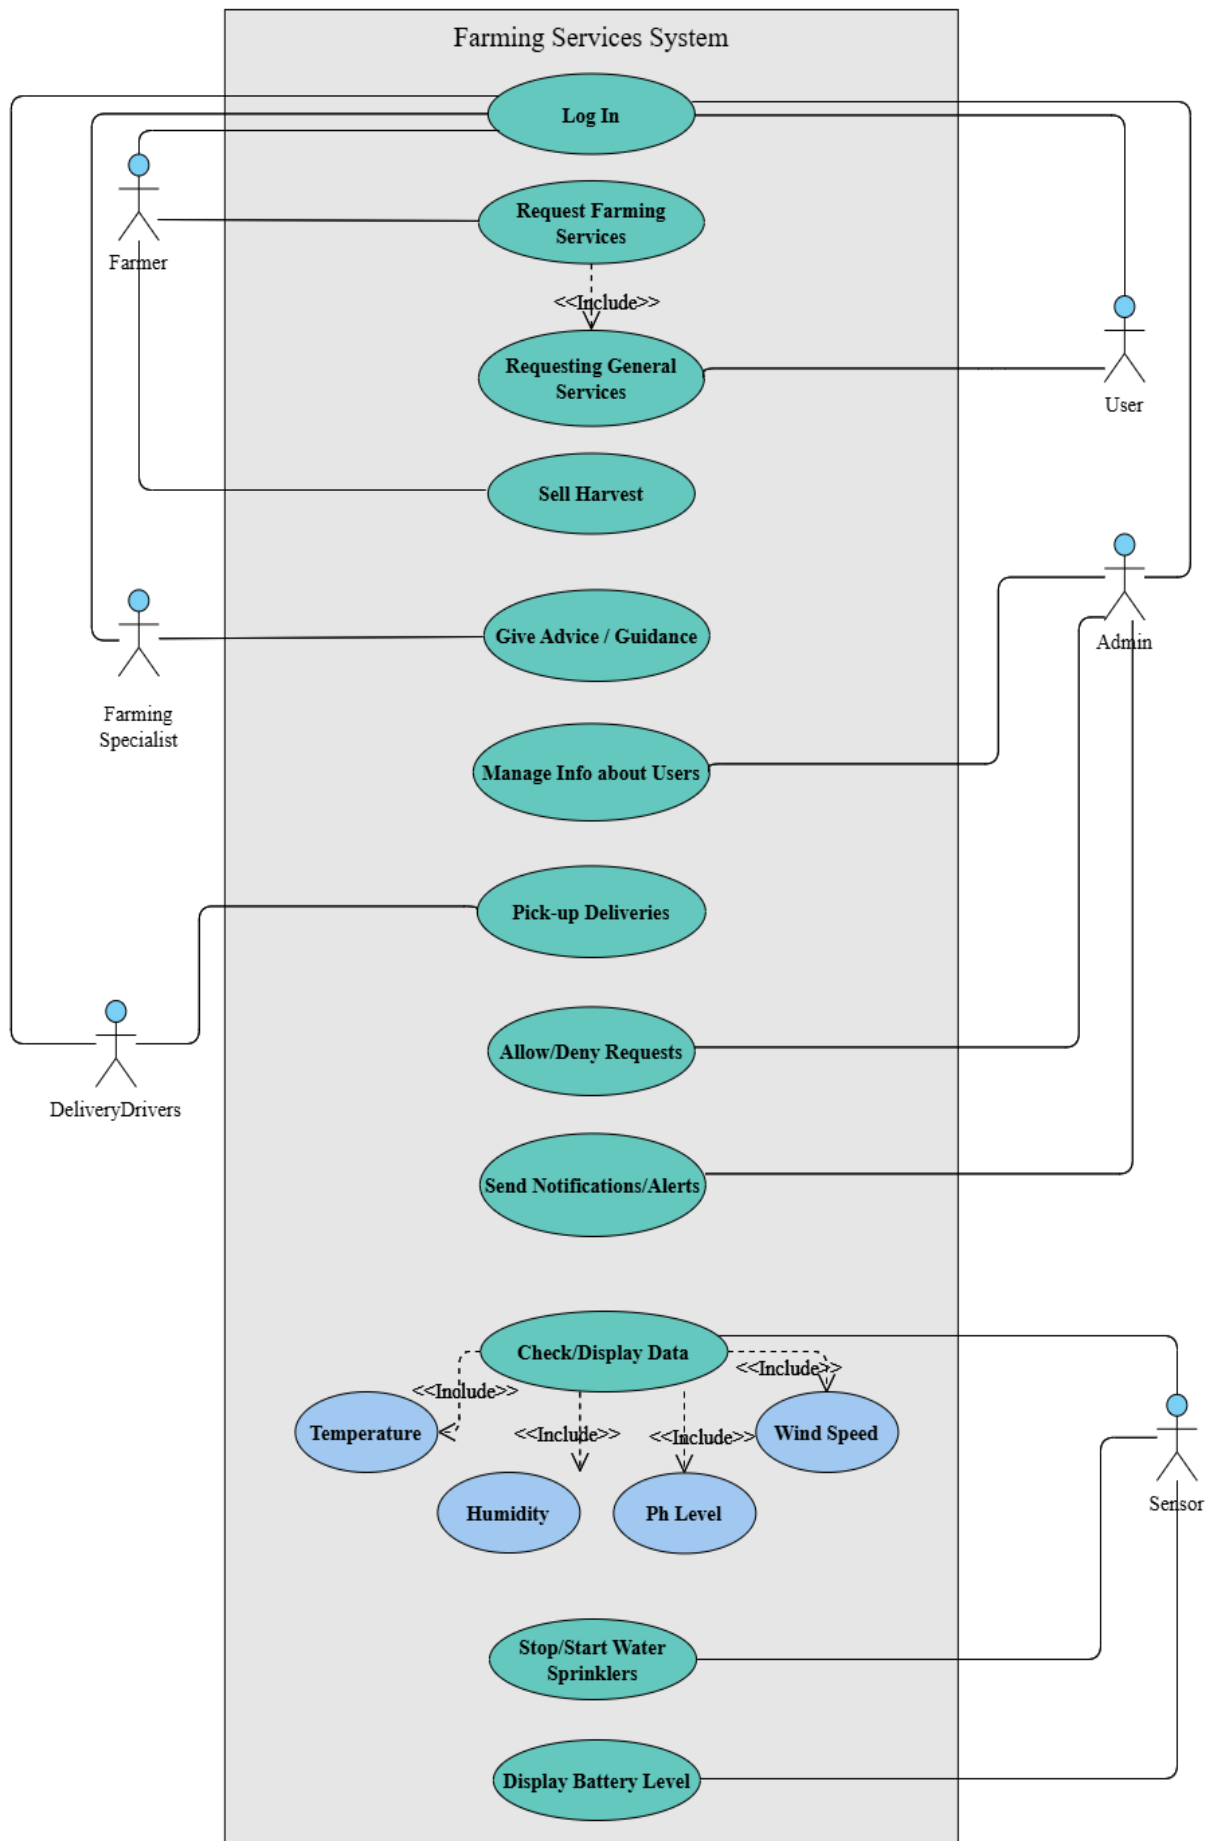 Farming Services System
Log In
Request Farming
Services
Farmer
<<Include>>
Requesting General
Services
User
Sell Harvest
Give Advice / Guidance
Admin
Farming
Specialist
Manage Info about Users
Pick-up Deliveries
Allow/Deny Requests
DeliveryDrivers
Send Notifications/Alerts
Check/Display Data
<<Include>>
<<Include>>
Temperature
<<Include>>
<<Include>>
Wind Speed
Humidity
Ph Level
Sensor
Stop/Start Water
Sprinklers
Display Battery Level